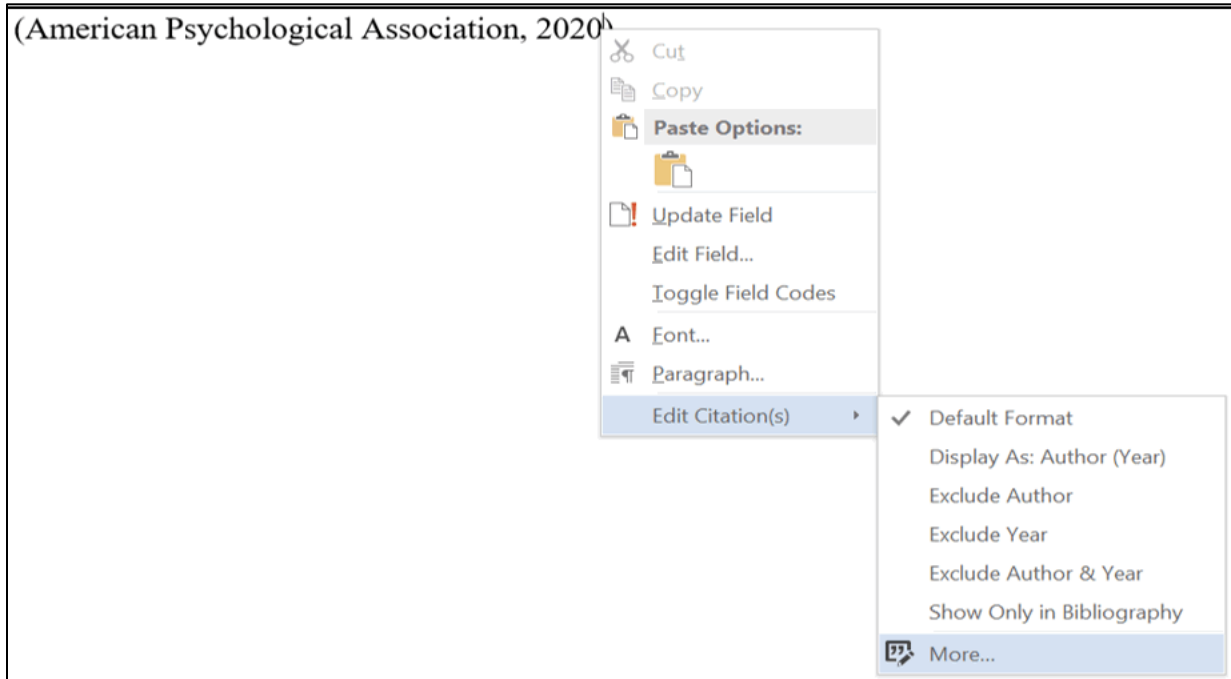 (American Psychological Association, 2020)
Cut
Copy
Paste Options:
Update Field
Edit Field...
Toggle Field Codes
A Font...
Paragraph...
Edit Citation(s)
Default Format
Display As: Author (Year)
Exclude Author
Exclude Year
Exclude Author & Year
Show Only in Bibliography
More...